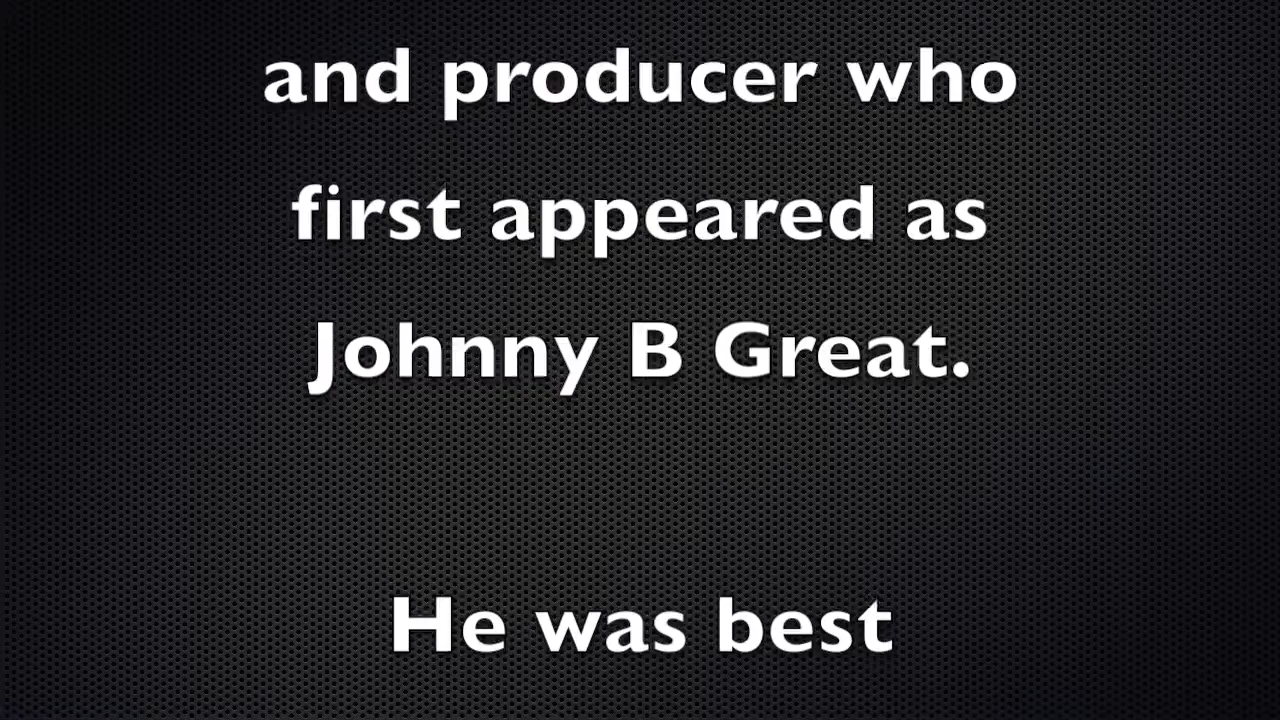 and producer who
first appeared as
Johnny B Great.
He was best